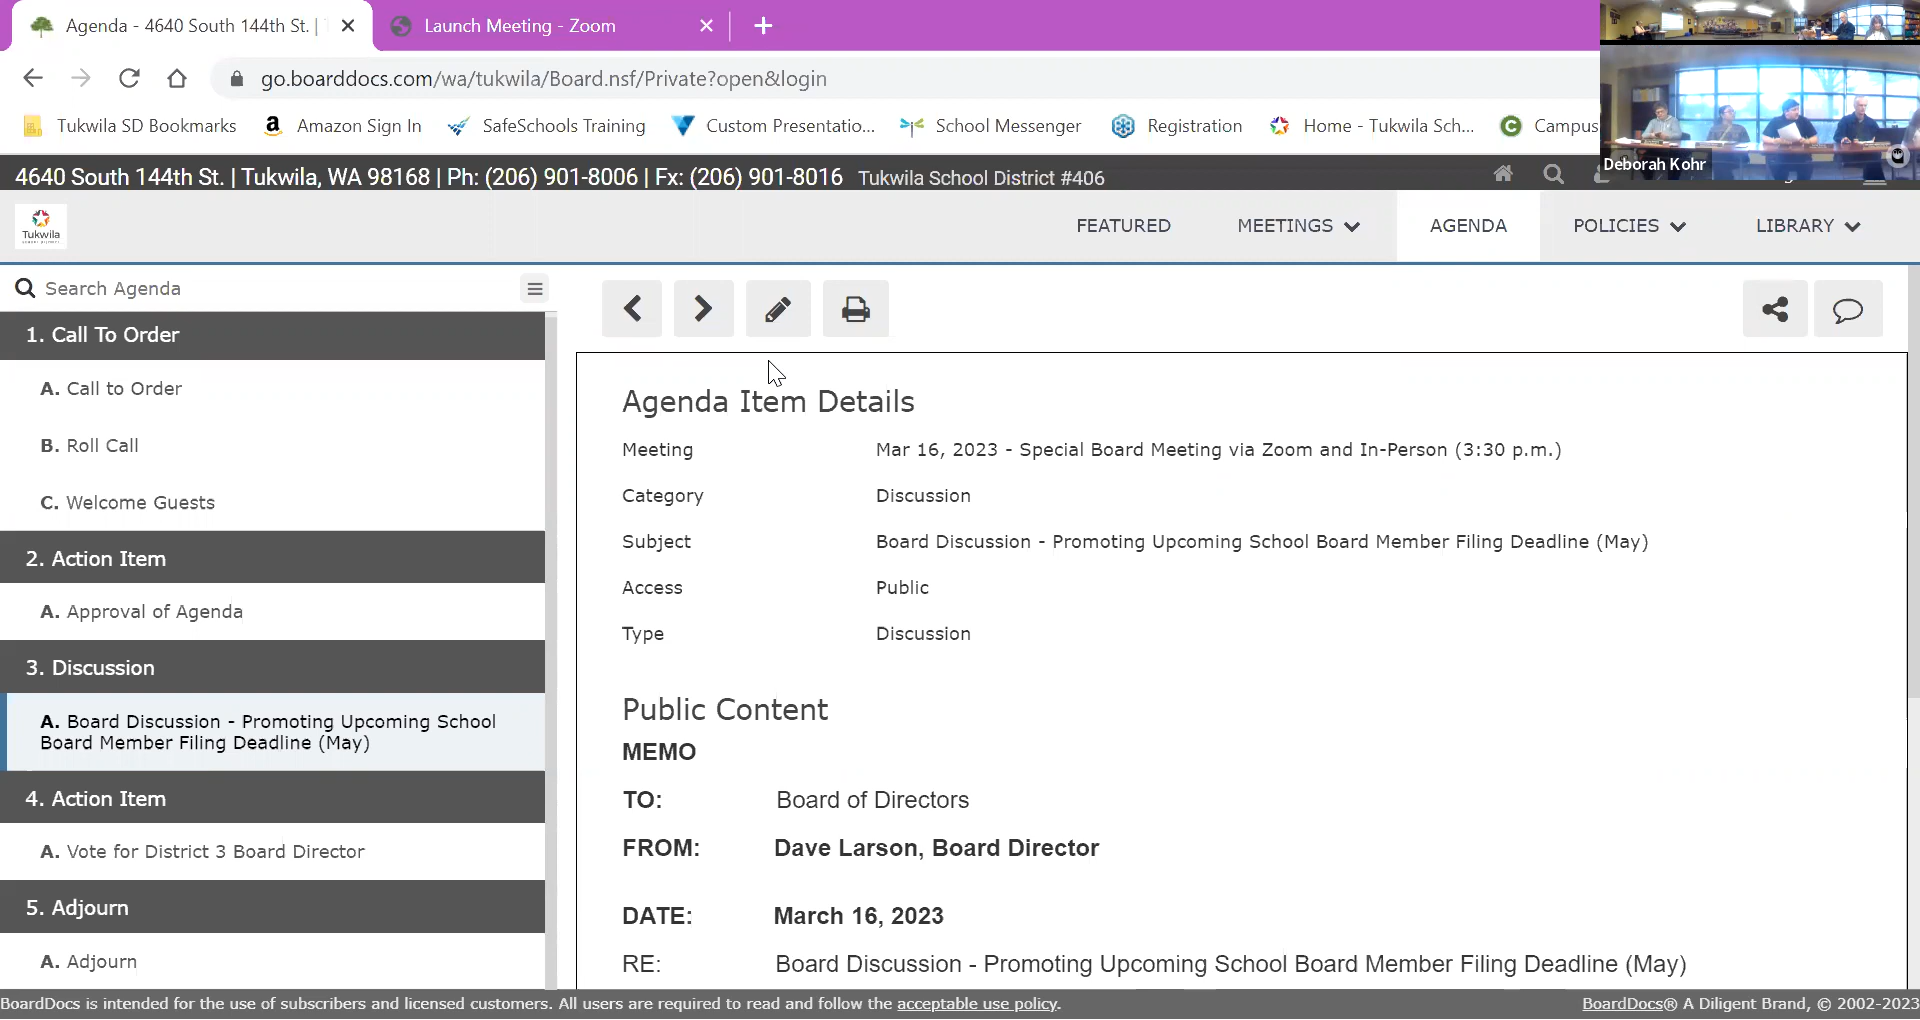 Agenda - 4640 South 144th St. |
Launch Meeting - Zoom
go.boarddocs.com/wa/tukwila/Board.nsf/Private?open&login
Tukwila SD Bookmarks
Amazon Sign In
SafeSchools Training
Custom Presentatio...
School Messenger
Registration
Home - Tukwila Sch...
Campus
Deborah Kohr
4640 South 144th St. | Tukwila, WA 98168 | Ph: (206) 901-8006 | Fx: (206) 901-8016 Tukwila School District #406
Tukwila
FEATURED
MEETINGS
AGENDA
POLICIES
LIBRARY
Search Agenda
1. Call To Order
A. Call to Order
B. Roll Call
C. Welcome Guests
2. Action Item
A. Approval of Agenda
3. Discussion
A. Board Discussion - Promoting Upcoming School
Board Member Filing Deadline (May)
4. Action Item
A. Vote for District 3 Board Director
5. Adjourn
A. Adjourn
Agenda Item Details
Meeting Mar 16, 2023 - Special Board Meeting via Zoom and In-Person (3:30 p.m.)
Category Discussion
Subject Board Discussion - Promoting Upcoming School Board Member Filing Deadline (May)
Access Public
Type Discussion
Public Content
MEMO
TO: Board of Directors
FROM: Dave Larson, Board Director
DATE: March 16, 2023
RE: Board Discussion - Promoting Upcoming School Board Member Filing Deadline (May)
BoardDocs is intended for the use of subscribers and licensed customers. All users are required to read and follow the acceptable use policy.
BoardDocs® A Diligent Brand, © 2002-2023